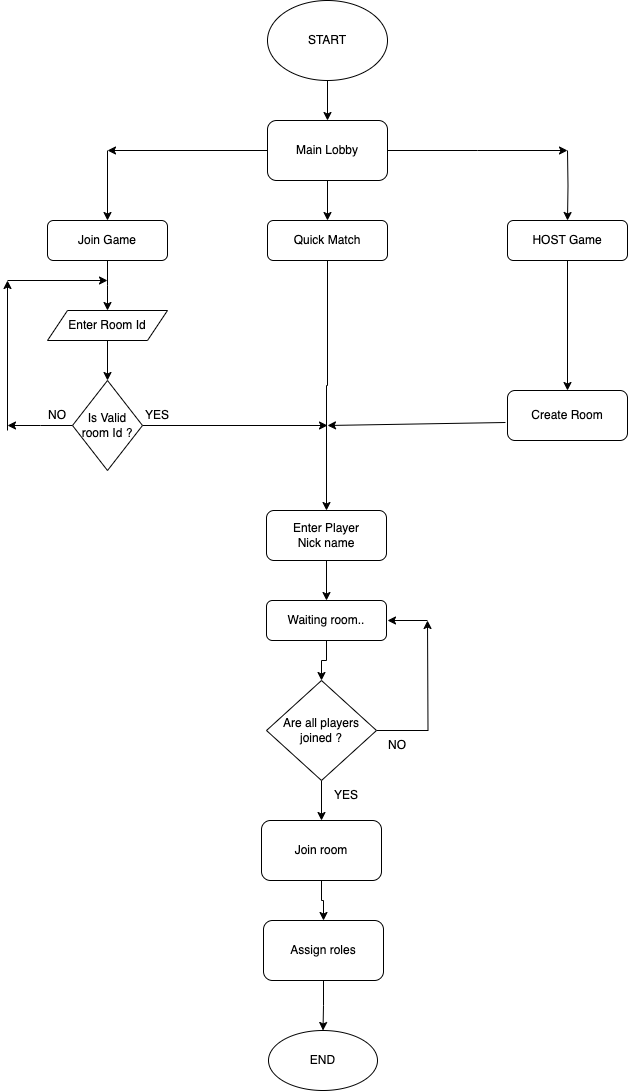 START
Main Lobby
Join Game
Quick Match
HOST Game
Enter Room Id
NO
Is Valid
room Id ?
YES
Create Room
Enter Player
Nick name
Waiting room..
Are all players
joined ?
NO
YES
Join room
Assign roles
END